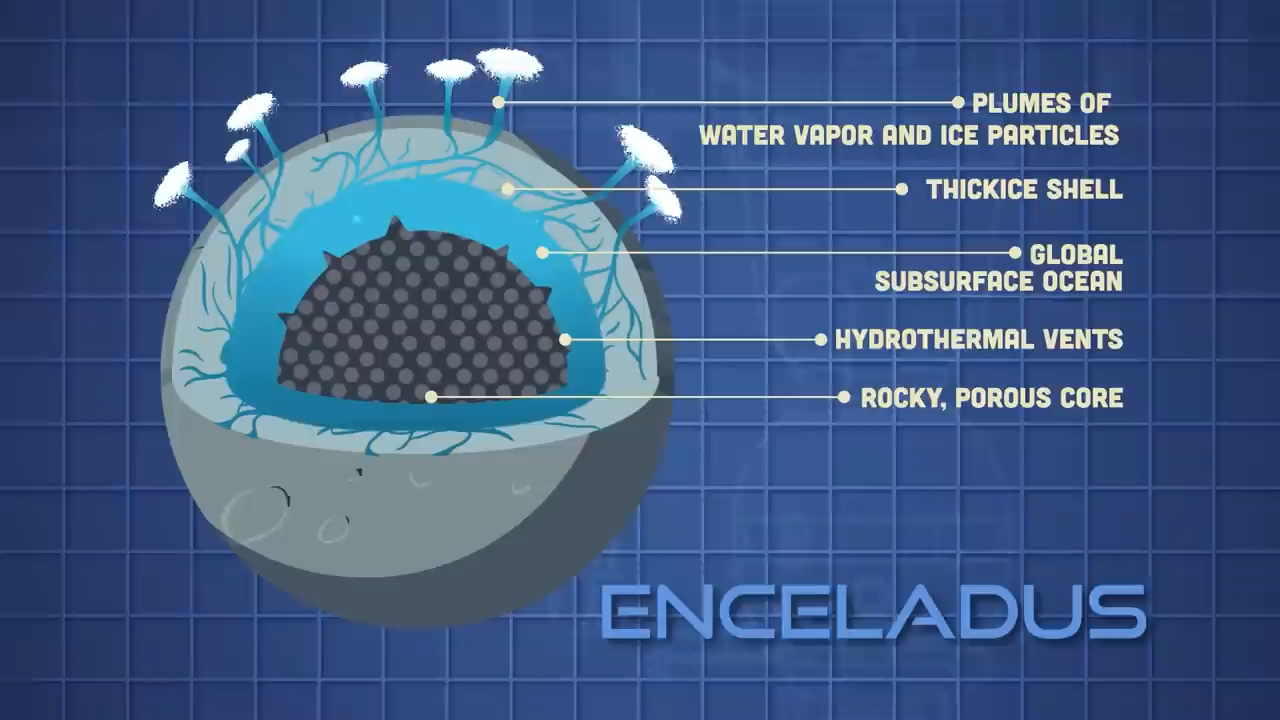 PLUMES OF
WATER VAPOR AND ICE PARTICLES
THICKICE SHELL
GLOBAL
SUBSURFACE OCEAN
HYDROTHERMAL VENTS
ROCKY, POROUS CORE
ENCELADUS